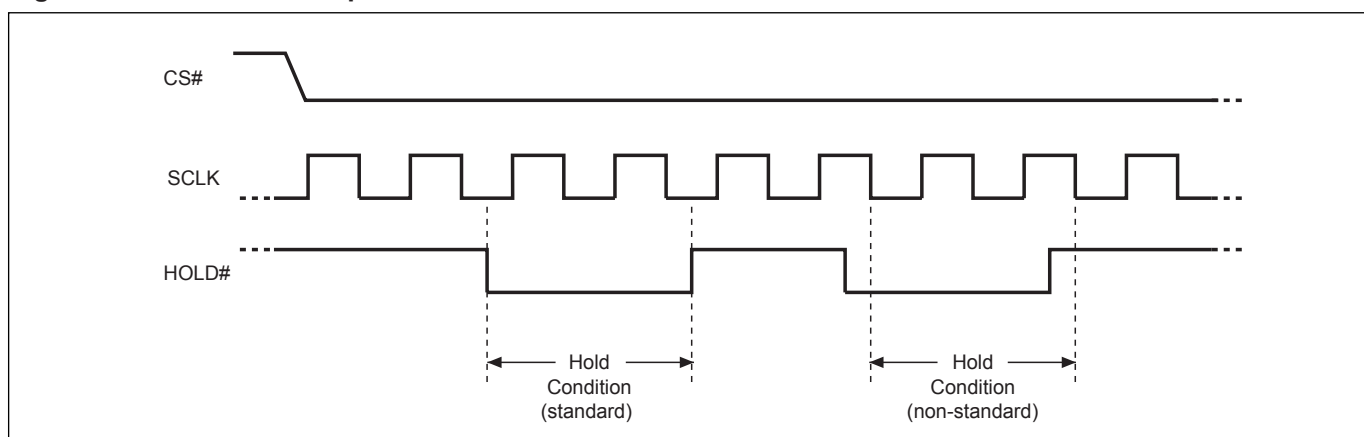 CS#
SCLK
HOLD#
Hold
Condition
(standard)
Hold
Condition
(non-standard)